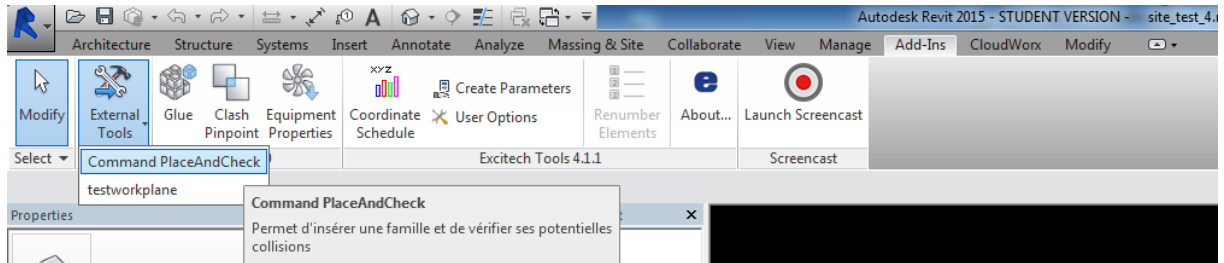 Autodesk Revit 2015 - STUDENT VERSION - site_test_4.r
Architecture Structure Systems Insert Annotate Analyze Massing & Site Collaborate View Manage Add-Ins CloudWorx Modify
Modify
External Tools
Glue
Clash Pinpoint
Equipment Properties
xyz
Coordinate Schedule
Create Parameters
User Options
Renumber Elements
e
About...
Launch Screencast
Select
Excitech Tools 4.1.1
Screencast
Command PlaceAndCheck
testworkplane
Properties
Command PlaceAndCheck
Permet d'insérer une famille et de vérifier ses potentielles
collisions